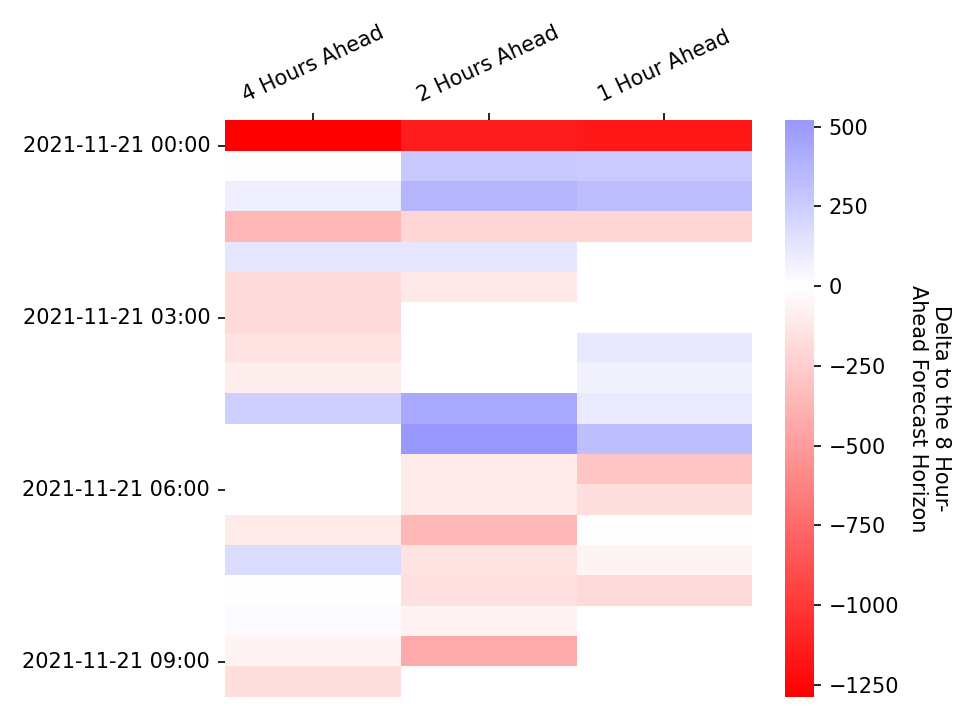 4 Hours Ahead
2 Hours Ahead
1 Hour Ahead
2021-11-21 00:00
2021-11-21 03:00
2021-11-21 06:00
2021-11-21 09:00
500
250
0
−250
−500
−750
−1000
−1250
Delta to the 8 Hour-
Ahead Forecast Horizon